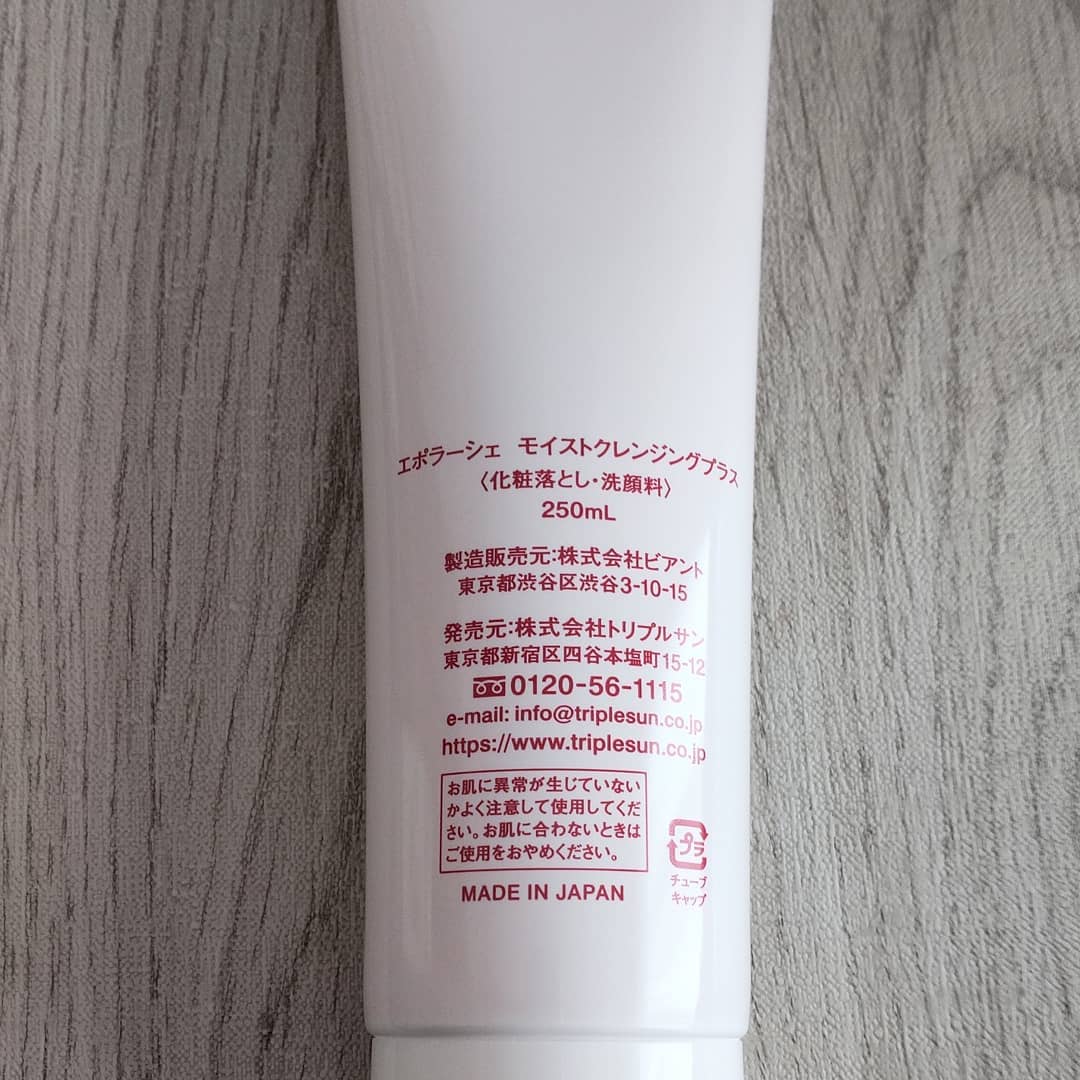 エポラーシェ モイストクレンジングプラス
〈化粧落とし・洗顔料〉
250mL
製造販売元:株式会社ビアント
東京都渋谷区渋谷3-10-15
発売元:株式会社トリプルサン
東京都新宿区四谷本塩町15-12
0120-56-1115
e-mail: info@triplesun.co.jp
https://www.triplesun.co.jp
お肌に異常が生じていない
かよく注意して使用してくだ
さい。お肌に合わないときは
ご使用をおやめください。
プラ
チューブ
キャップ
MADE IN JAPAN